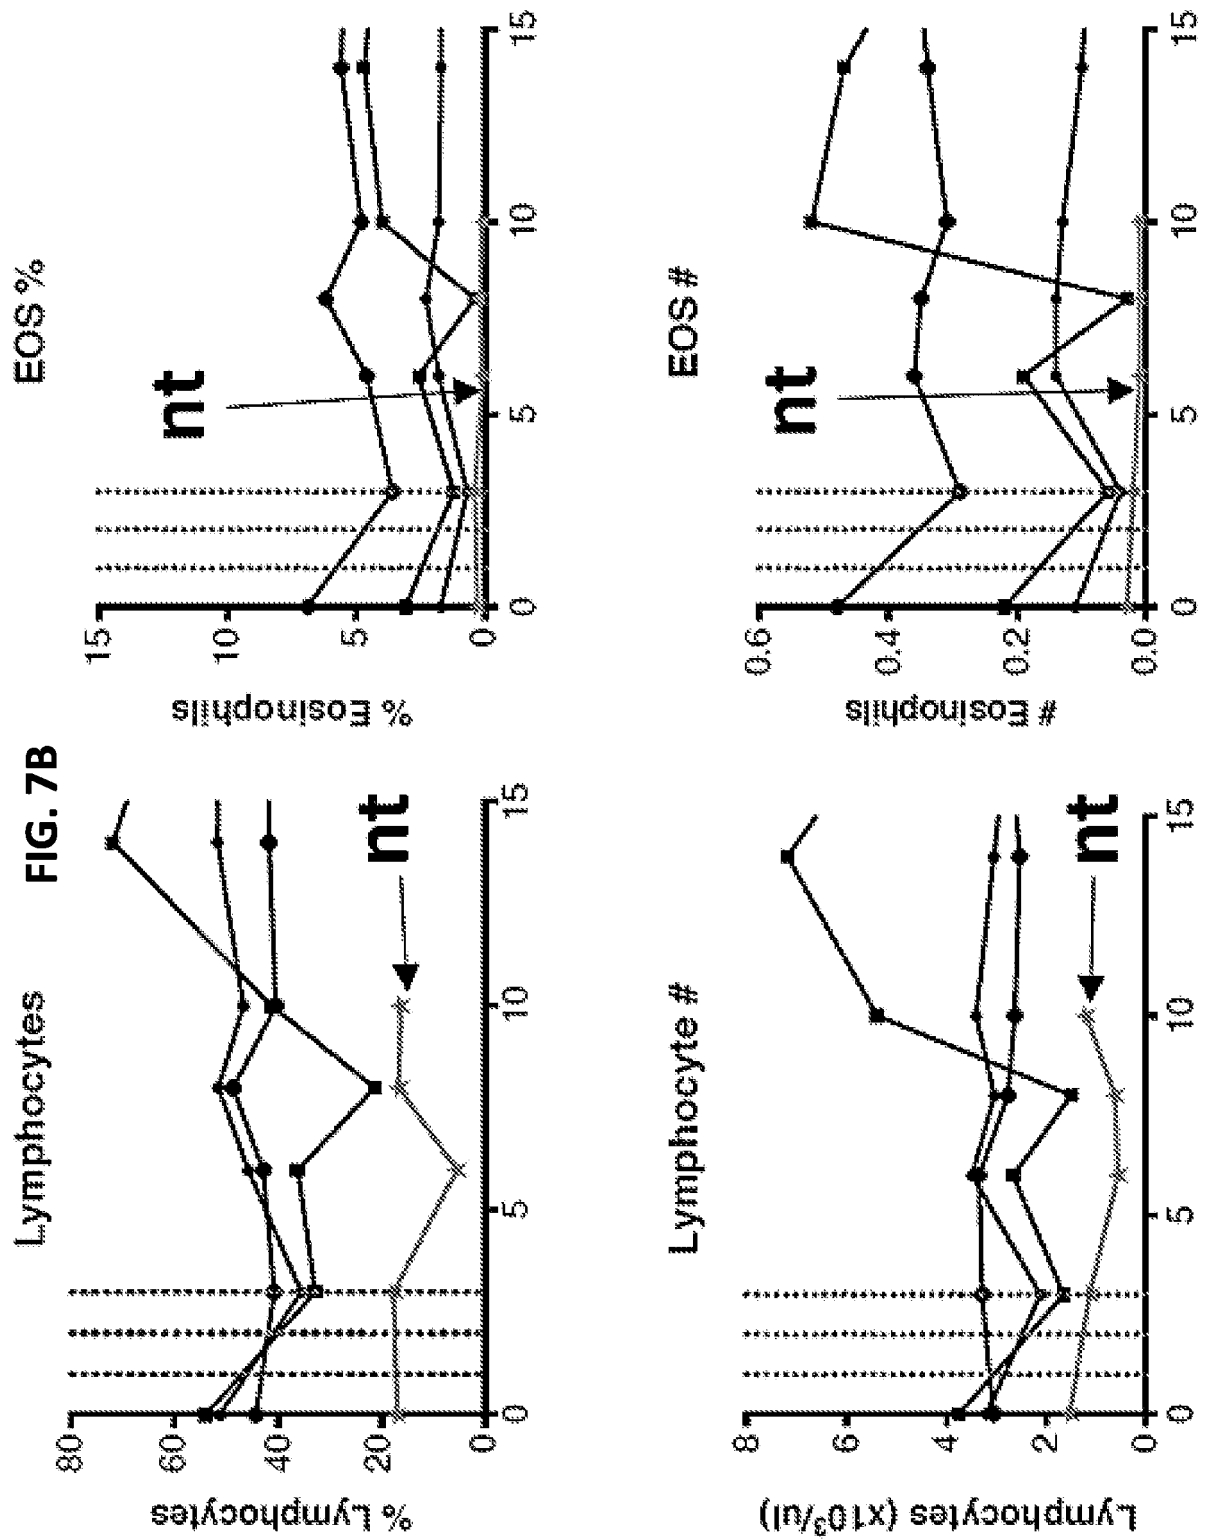 FIG. 7B
Lymphocytes
% Lymphocytes
80
60
40
20
0
0
5
10
15
nt
EOS %
% Eosinophils
15
10
5
0
0
5
10
15
nt
Lymphocyte #
Lymphocytes (x10³/ul)
8
6
4
2
0
0
5
10
15
nt
EOS #
# Eosinophils
0.6
0.4
0.2
0.0
0
5
10
15
nt